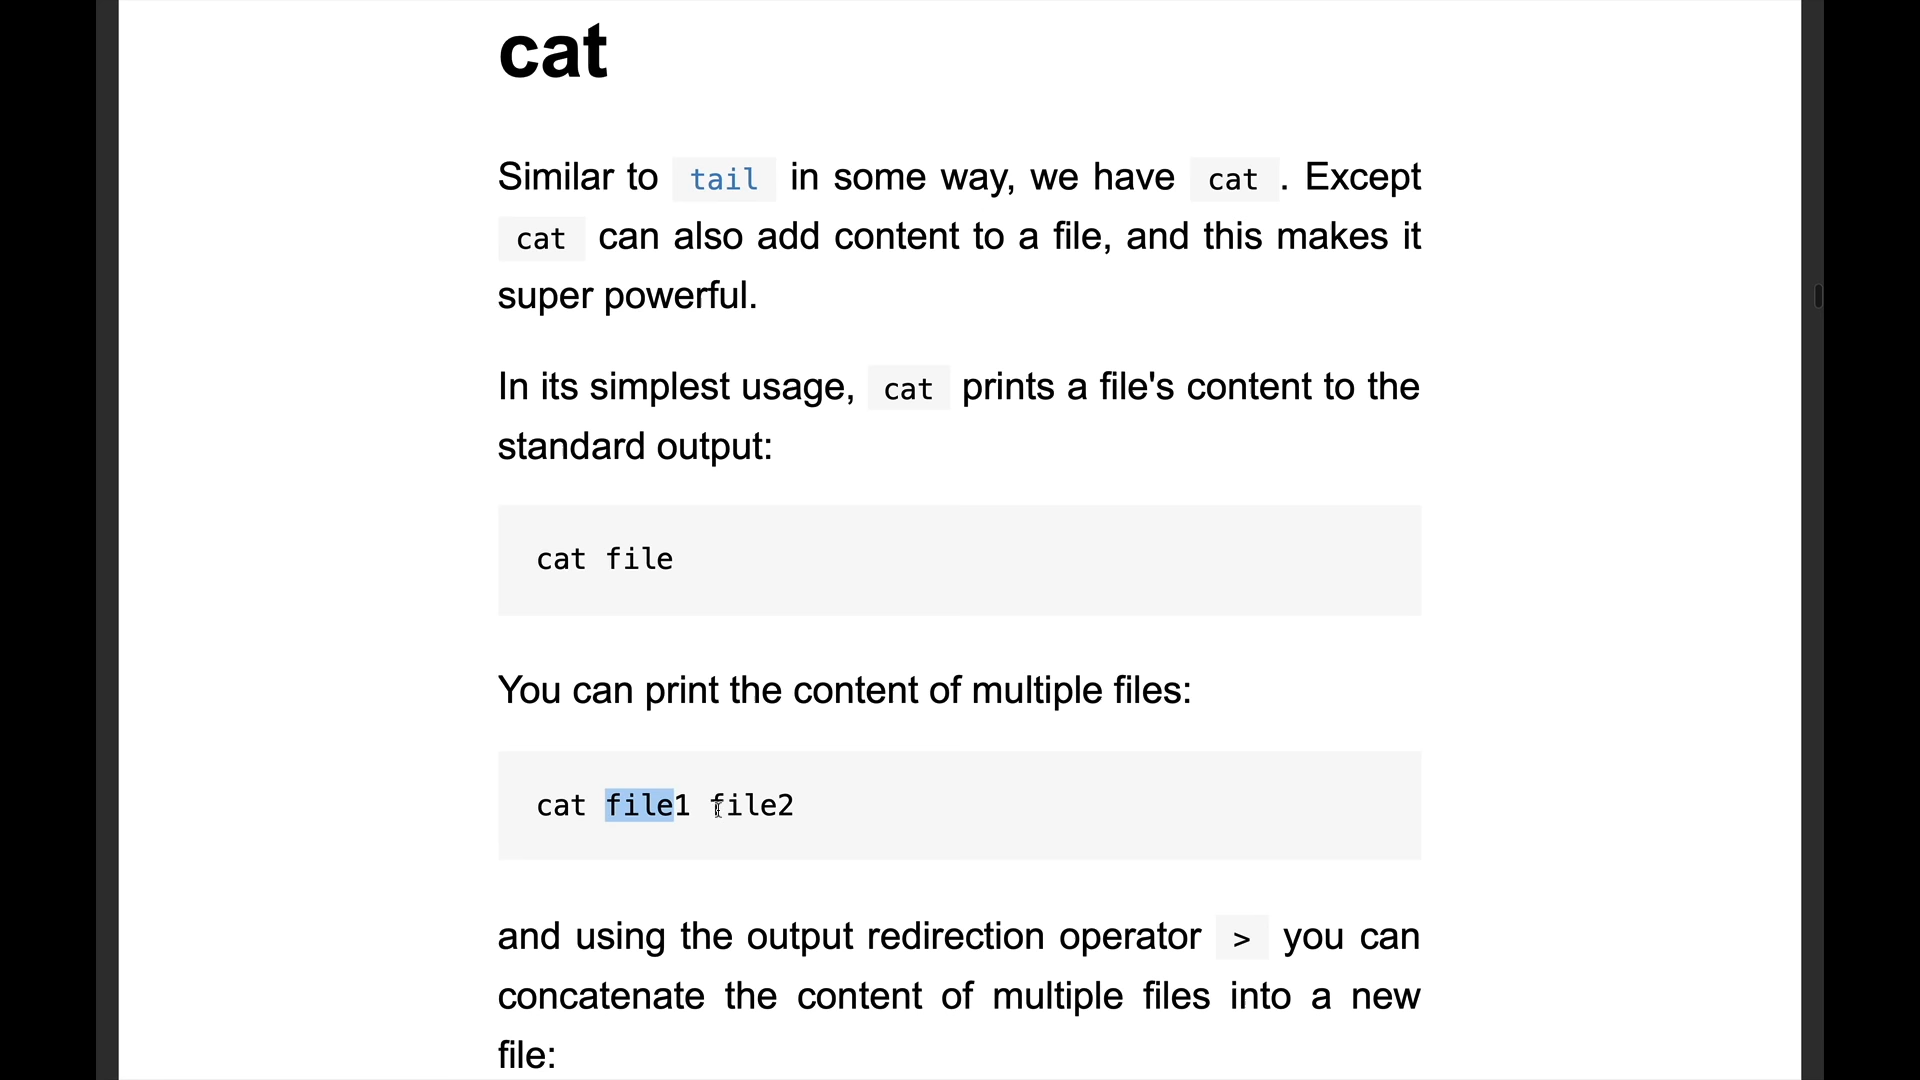 cat
Similar to tail in some way, we have cat . Except
cat can also add content to a file, and this makes it
super powerful.
In its simplest usage, cat prints a file's content to the
standard output:
cat file
You can print the content of multiple files:
cat file1 file2
and using the output redirection operator > you can
concatenate the content of multiple files into a new
file: